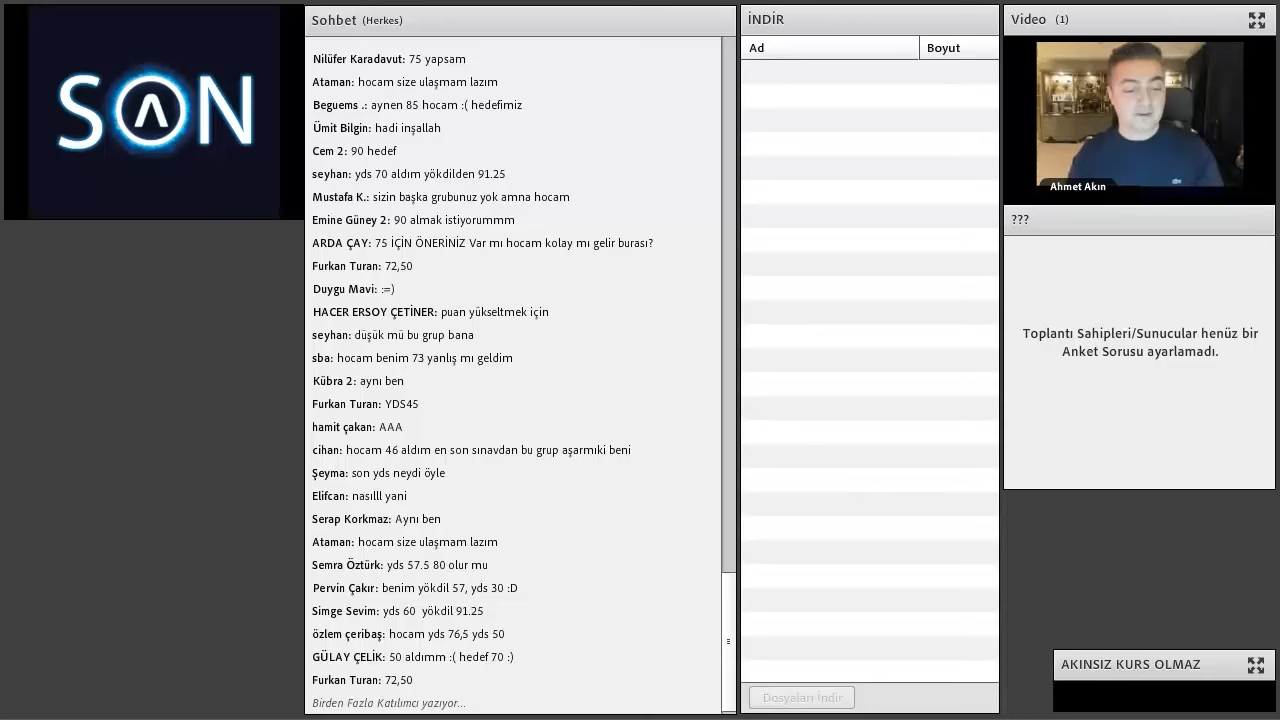 SON
Sohbet (Herkes)
Nilüfer Karadavut: 75 yapsam
Ataman: hocam size ulaşmam lazım
Beguems .: aynen 85 hocam :( hedefimiz
Ümit Bilgin: hadi inşallah
Cem 2: 90 hedef
seyhan: yds 70 aldım yökdilden 91.25
Mustafa K.: sizin başka grubunuz yok amna hocam
Emine Güney 2: 90 almak istiyorummm
ARDA ÇAY: 75 İÇİN ÖNERİNİZ Var mı hocam kolay mı gelir burası?
Furkan Turan: 72,50
Duygu Mavi: :=)
HACER ERSOY ÇETİNER: puan yükseltmek için
seyhan: düşük mü bu grup bana
sba: hocam benim 73 yanlış mı geldim
Kübra 2: aynı ben
Furkan Turan: YDS45
hamit çakan: AAA
cihan: hocam 46 aldım en son sınavdan bu grup aşarmıki beni
Şeyma: son yds neydi öyle
Elifcan: nasılll yani
Serap Korkmaz: Aynı ben
Ataman: hocam size ulaşmam lazım
Semra Öztürk: yds 57.5 80 olur mu
Pervin Çakır: benim yökdil 57, yds 30 :D
Simge Sevim: yds 60  yökdil 91.25
özlem çeribaş: hocam yds 76,5 yds 50
GÜLAY ÇELİK: 50 aldımm :( hedef 70 :)
Furkan Turan: 72,50
Birden Fazla Katılımcı yazıyor...
İNDİR
Ad Boyut
Dosyaları İndir
Video (1)
Ahmet Akın
???
Toplantı Sahipleri/Sunucular henüz bir
Anket Sorusu ayarlamadı.
AKINSIZ KURS OLMAZ